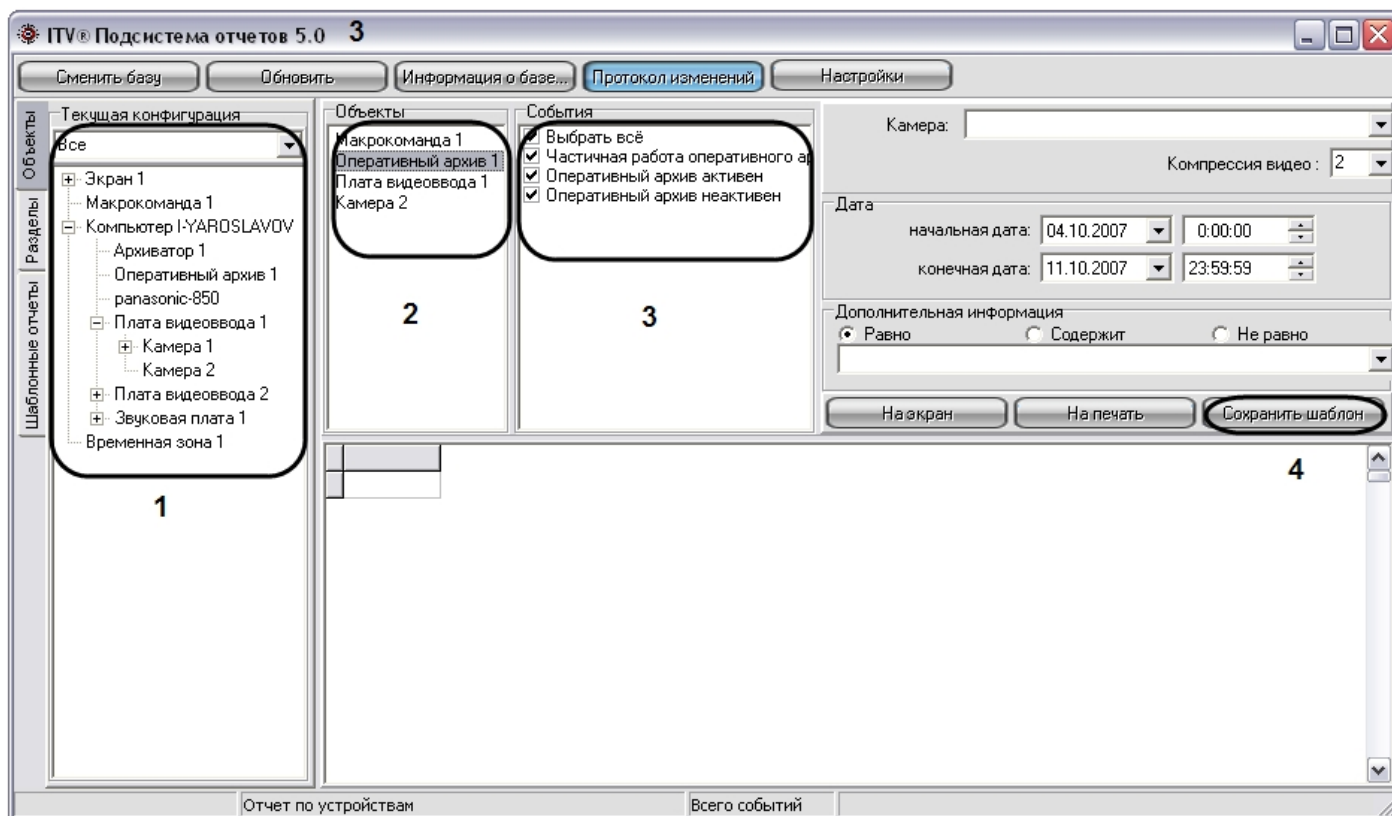 ITV® Подсистема отчетов 5.0 3
Сменить базу Обновить Информация о базе... Протокол изменений Настройки
Объекты
Разделы
Шаблонные отчеты
Текущая конфигурация
Все
Экран 1
Макрокоманда 1
Компьютер I-YAROSLAVOV
Архиватор 1
Оперативный архив 1
panasonic-850
Плата видеоввода 1
Камера 1
Камера 2
Плата видеоввода 2
Звуковая плата 1
Временная зона 1
1
Объекты
Макрокоманда 1
Оперативный архив 1
Плата видеоввода 1
Камера 2
2
События
Выбрать всё
Частичная работа оперативного ар
Оперативный архив активен
Оперативный архив неактивен
3
Камера:
Компрессия видео : 2
Дата
начальная дата: 04.10.2007 0:00:00
конечная дата: 11.10.2007 23:59:59
Дополнительная информация
Равно Содержит Не равно
На экран На печать Сохранить шаблон
4
Отчет по устройствам Всего событий